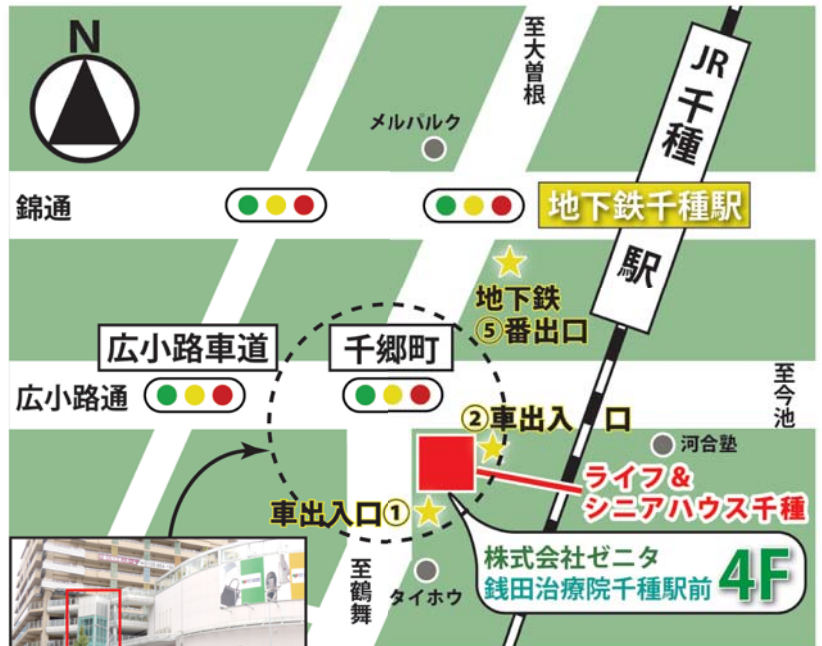 N
至大曽根
JR千種駅
メルパルク
錦通
地下鉄千種駅
地下鉄
⑤番出口
広小路車道
千郷町
広小路通
至今池
②車出入 口
河合塾
ライフ&
シニアハウス千種
車出入口①
至鶴舞
タイホウ
株式会社ゼニタ
銭田治療院千種駅前 4F